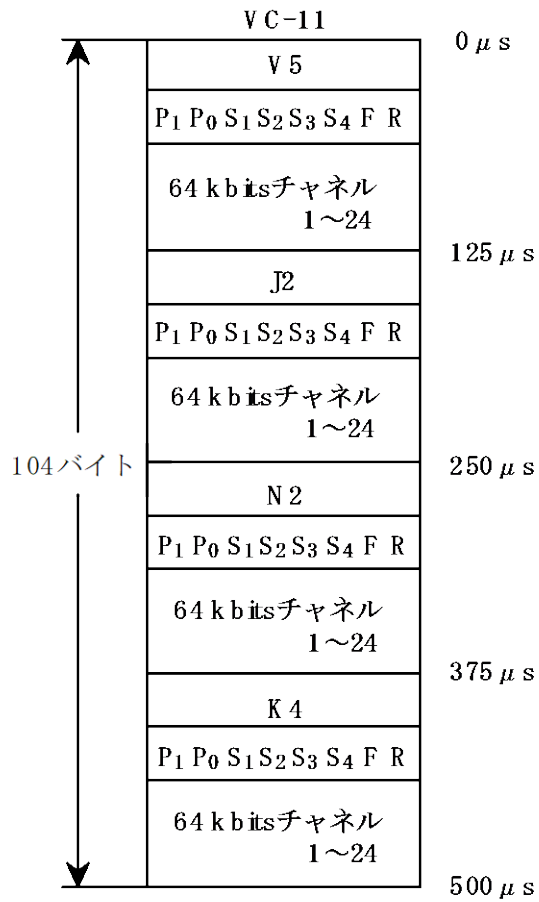 VC-11
0μs
V5
P1 P0 S1 S2 S3 S4 F R
64kbitsチャネル
1～24
125μs
J2
P1 P0 S1 S2 S3 S4 F R
64kbitsチャネル
1～24
104バイト
250μs
N2
P1 P0 S1 S2 S3 S4 F R
64kbitsチャネル
1～24
375μs
K4
P1 P0 S1 S2 S3 S4 F R
64kbitsチャネル
1～24
500μs